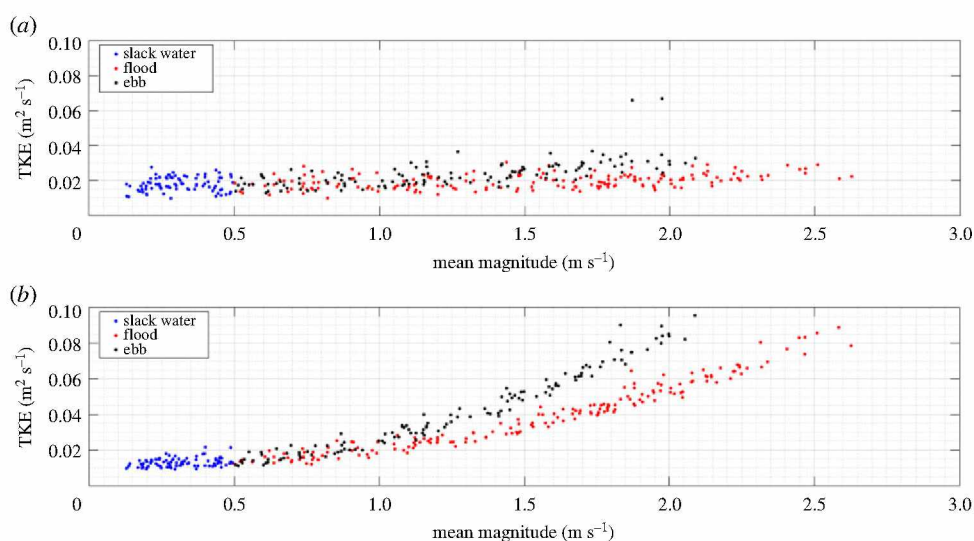 (a)
0.10
0.08
0.06
0.04
0.02
TKE (m² s⁻¹)
slack water
flood
ebb
0 0.5 1.0 1.5 2.0 2.5 3.0
mean magnitude (m s⁻¹)
(b)
0.10
0.08
0.06
0.04
0.02
TKE (m² s⁻¹)
slack water
flood
ebb
0 0.5 1.0 1.5 2.0 2.5 3.0
mean magnitude (m s⁻¹)